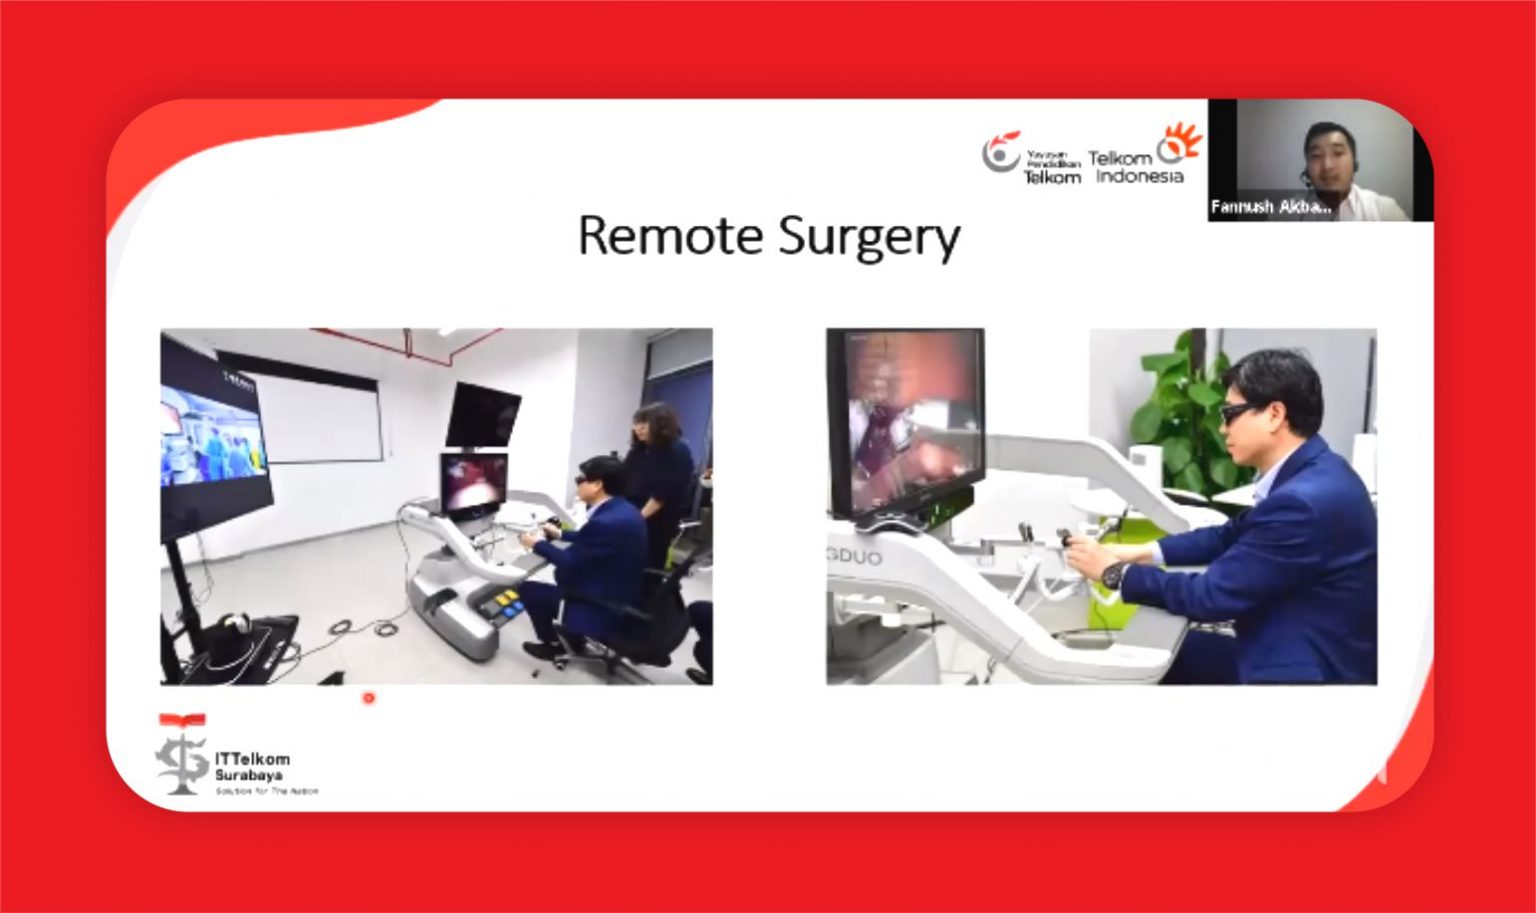 Yayasan
Pendidikan
Telkom
Telkom
Indonesia
Fannush Akba...
Remote Surgery
GDUO
ITTelkom
Surabaya
Solution for The Nation